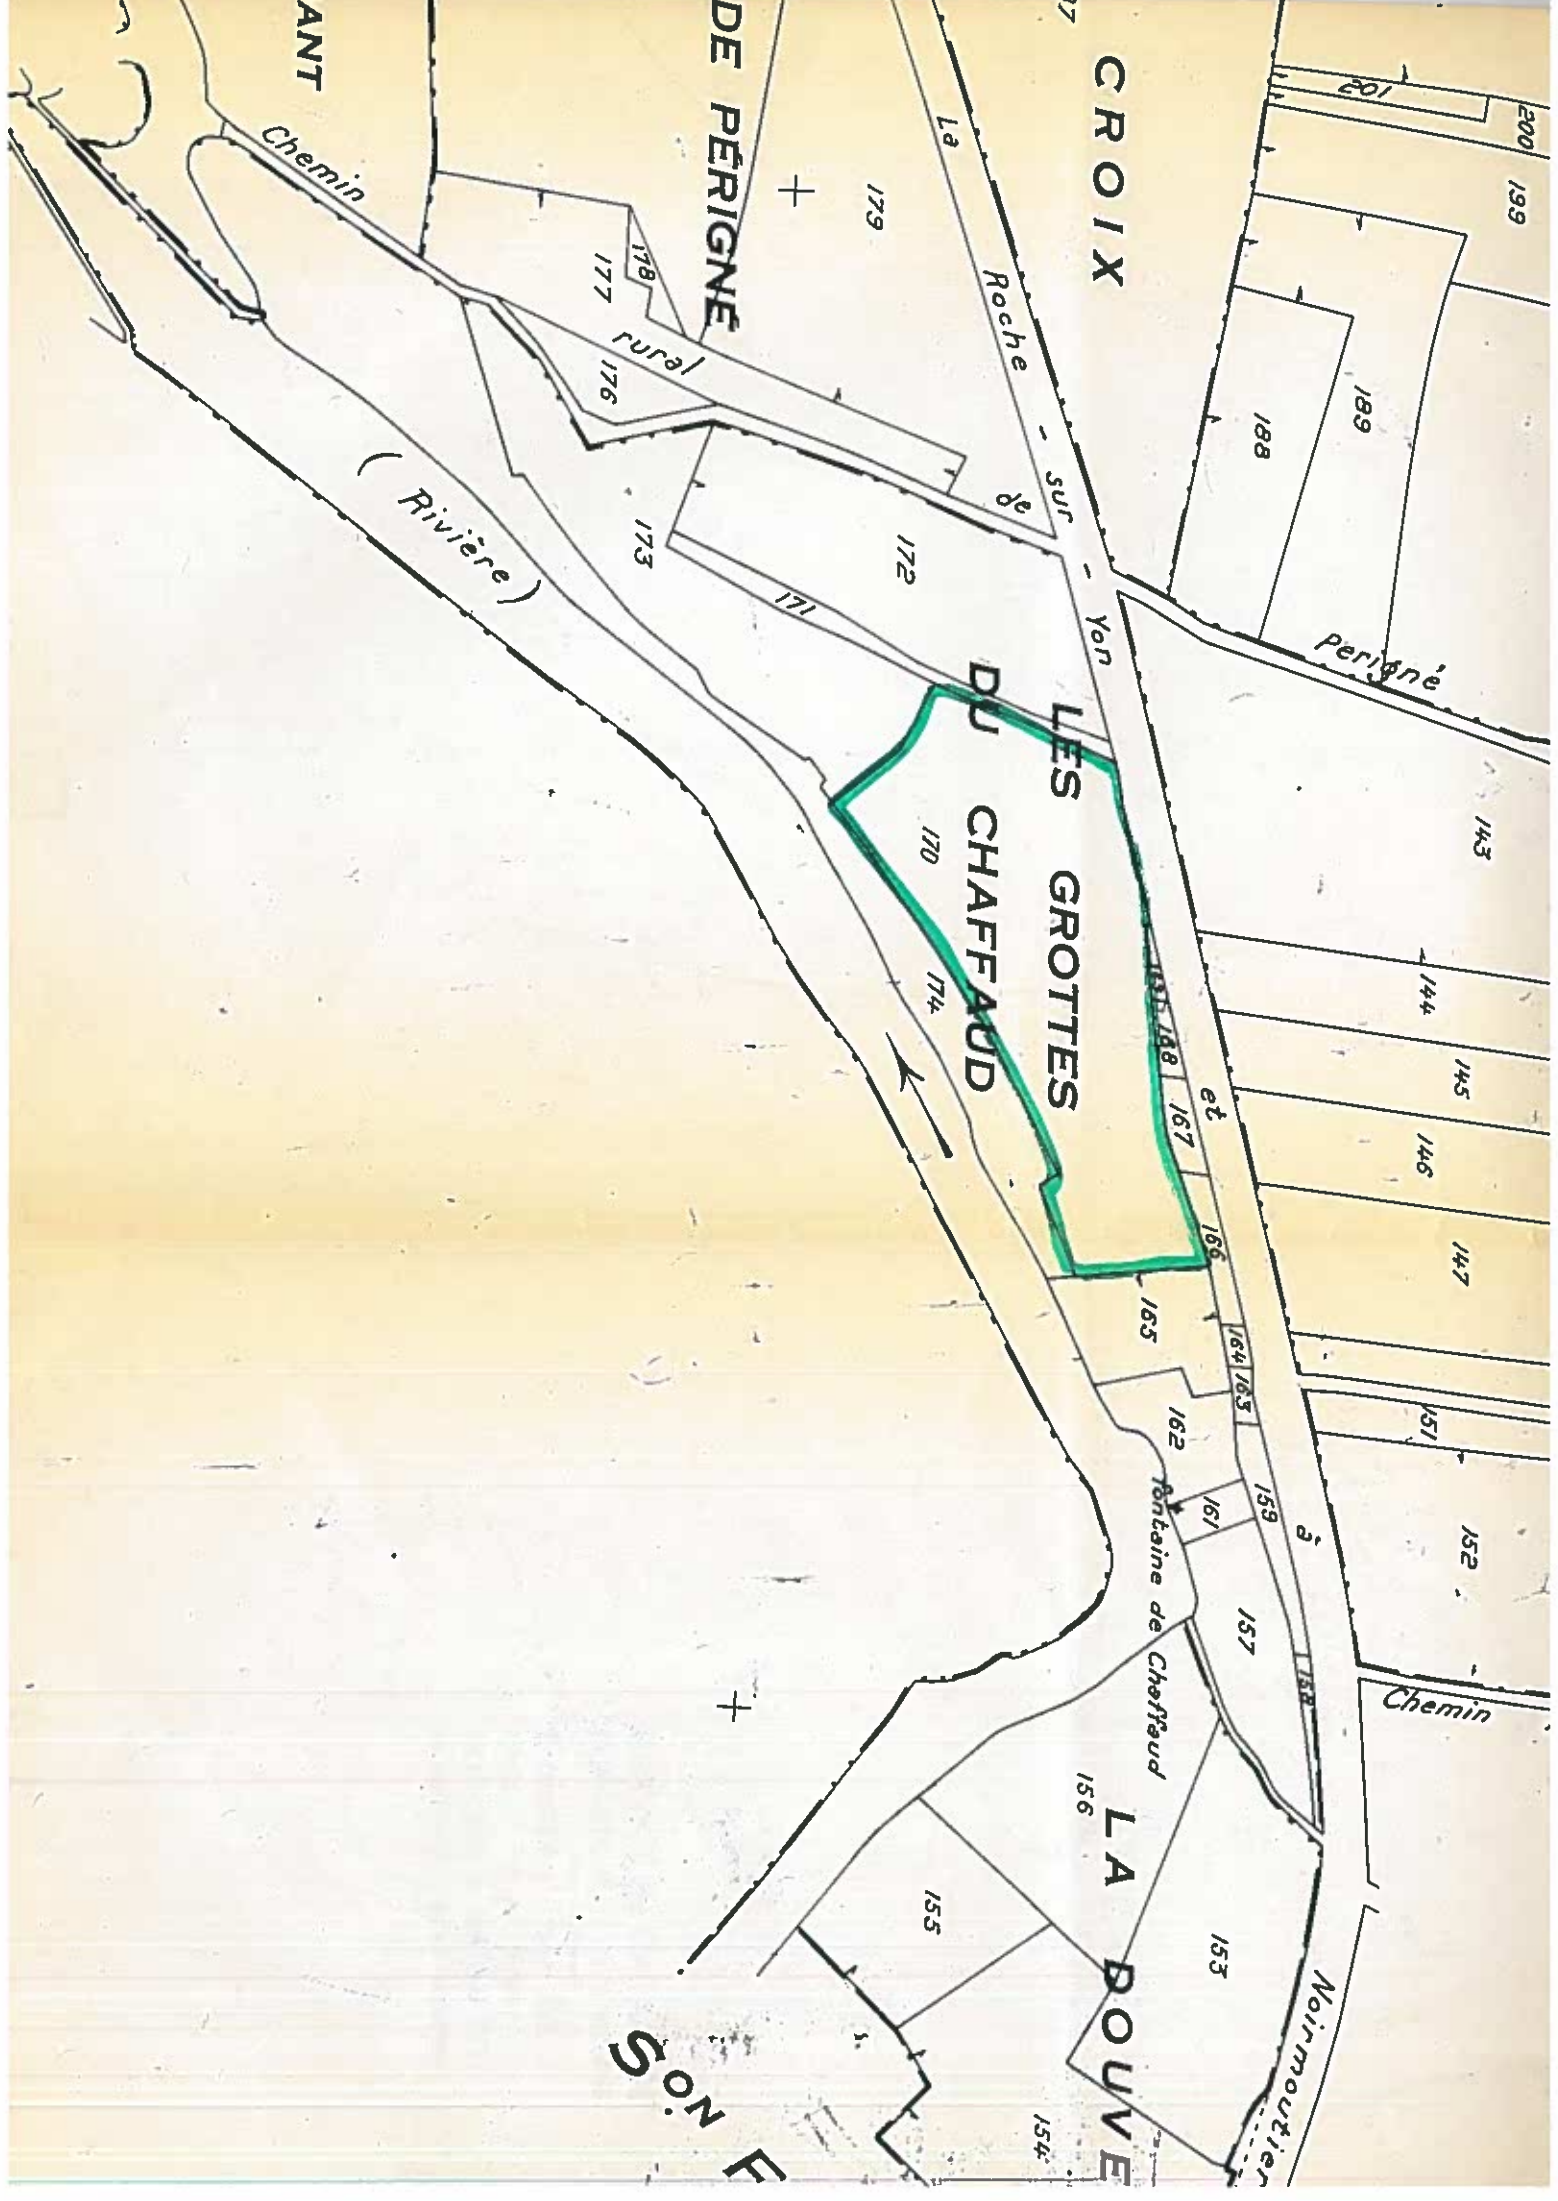 CROIX
201
200
199
189
188
Perigné
143
144
145
146
147
151
152
Chemin
La Roche - sur - Yon et à Noirmoutier
179
DE PÉRIGNÉ
178
177
176
ANT
Chemin rural de
172
171
173
LES GROTTES
DU CHAFFAUD
170
174
168
167
166
165
164
163
162
161
159
158
157
Fontaine de Chaffaud
( Rivière )
LA DOUVE
156
153
155
154
SON F